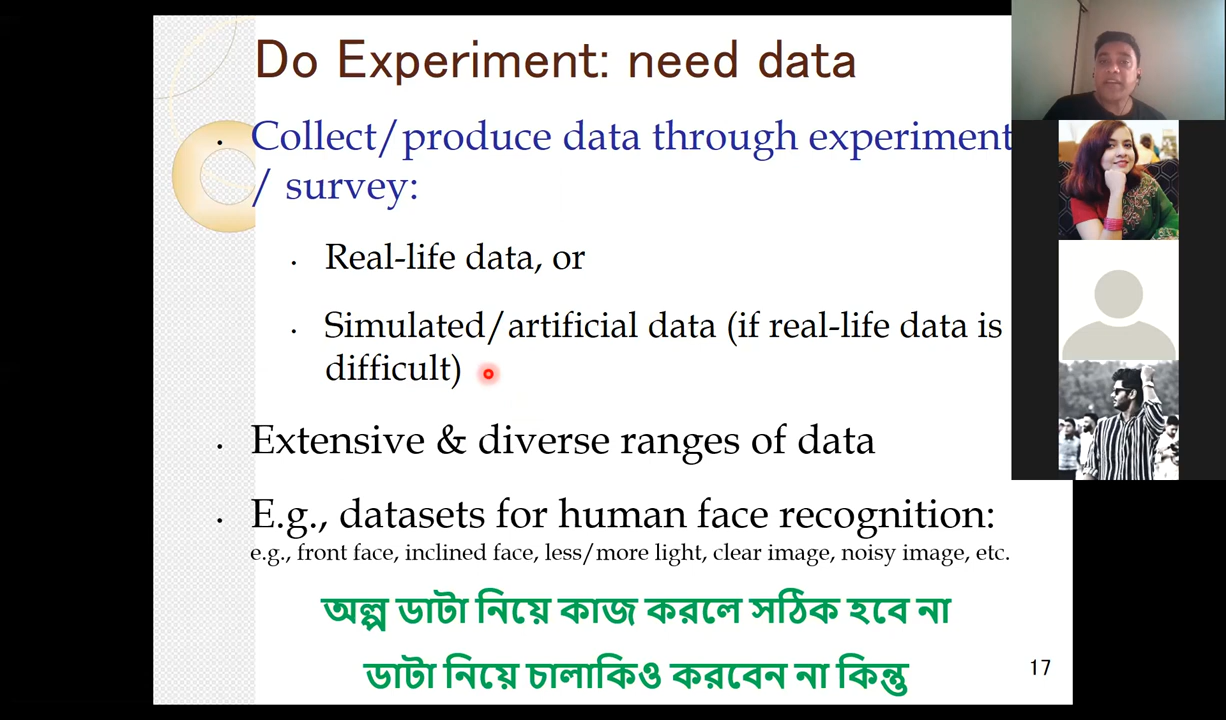 Do Experiment: need data
Collect/produce data through experiment
/ survey:
Real-life data, or
Simulated/artificial data (if real-life data is
difficult)
Extensive & diverse ranges of data
E.g., datasets for human face recognition:
e.g., front face, inclined face, less/more light, clear image, noisy image, etc.
অল্প ডাটা নিয়ে কাজ করলে সঠিক হবে না
ডাটা নিয়ে চালাকিও করবেন না কিন্তু
17